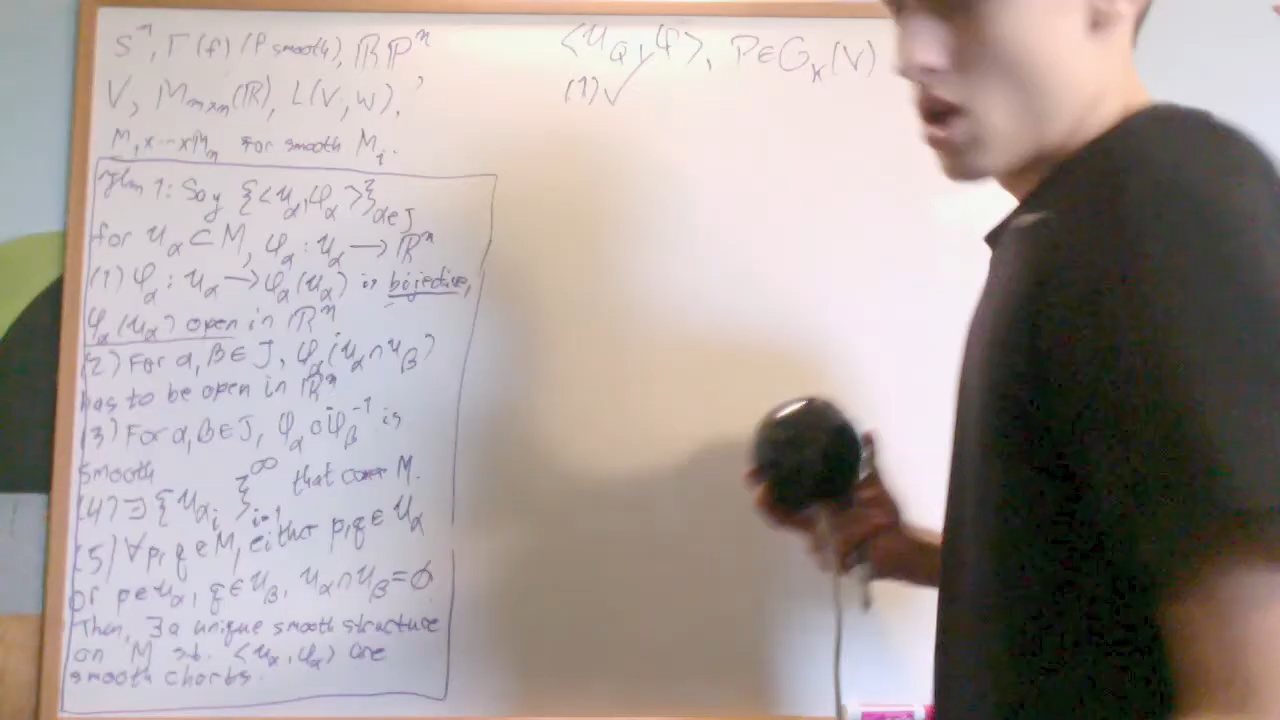 S^1, Γ(f) (f smooth), ℝP^n,
V, M_{m×n}(ℝ), L(V, W),
M_1 x ⋯ x M_n for smooth M_i.
Thm 1: Say {<U_α, φ_α>}_{α∈J}
for U_α ⊂ M, φ_α : U_α → ℝ^n
(1) φ_α : U_α → φ_α(U_α) is bijective,
φ_α(U_α) open in ℝ^n
(2) For α, β ∈ J, φ_α(U_α ∩ U_β)
has to be open in ℝ^n
(3) For α, β ∈ J, φ_α ∘ φ_β^{-1} is
smooth
(4) ∃ {U_{α_i}}_{i=1}^∞ that cover M.
(5) ∀ p, q ∈ M, either p, q ∈ U_α
or p ∈ U_α, q ∈ U_β, U_α ∩ U_β = ∅
Then, ∃ a unique smooth structure
on M st. <U_α, φ_α> are
smooth charts.
<U_Q, φ>, P ∈ G_k(V)
(1) ✓